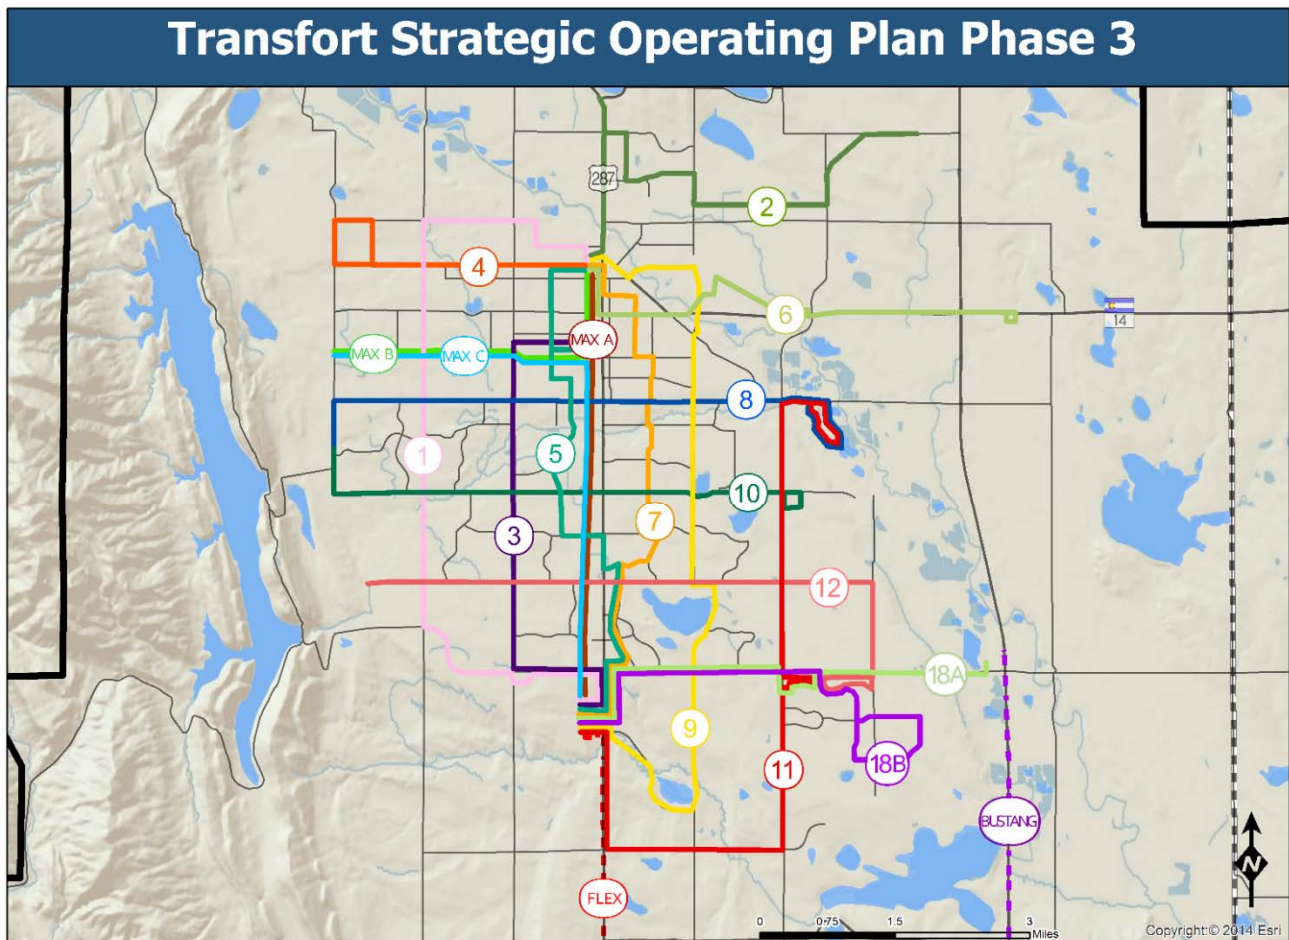 Transfort Strategic Operating Plan Phase 3
287
2
4
6
14
MAX A
MAX B
MAX C
8
1
5
10
3
7
12
18A
9
11
18B
BUSTANG
FLEX
N
0 0.75 1.5 3
Miles
Copyright:© 2014 Esri